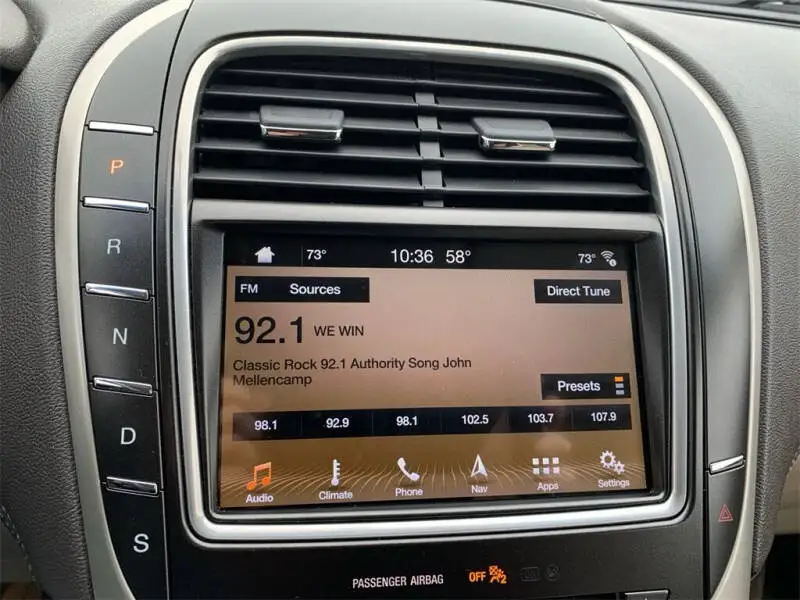 P
R
N
D
S
73° 10:36 58° 73°
FM Sources Direct Tune
92.1 WE WIN
Classic Rock 92.1 Authority Song John
Mellencamp
Presets
98.1 92.9 98.1 102.5 103.7 107.9
Audio Climate Phone Nav Apps Settings
PASSENGER AIRBAG OFF 2